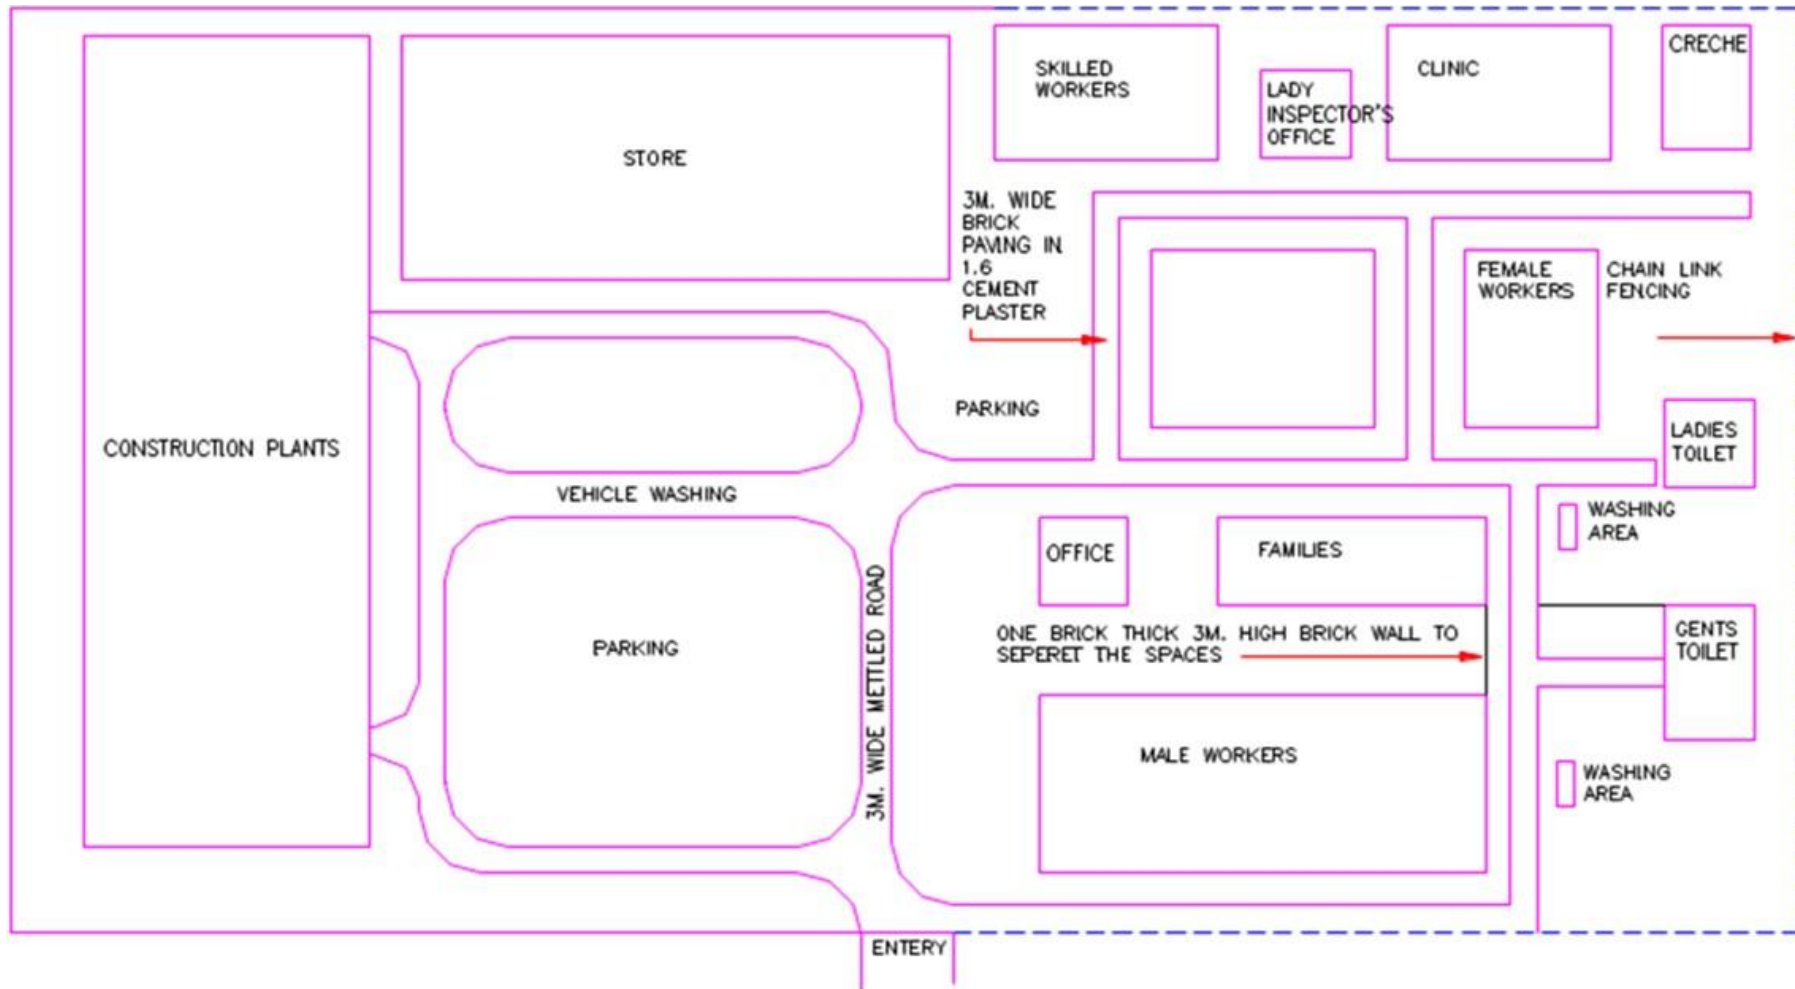 SKILLED
WORKERS
LADY
INSPECTOR'S
OFFICE
CLINIC
CRECHE
STORE
3M. WIDE
BRICK
PAVING IN
1.6
CEMENT
PLASTER
FEMALE
WORKERS
CHAIN LINK
FENCING
PARKING
CONSTRUCTION PLANTS
LADIES
TOILET
VEHICLE WASHING
WASHING
AREA
OFFICE
FAMILIES
3M. WIDE METTLED ROAD
ONE BRICK THICK 3M. HIGH BRICK WALL TO
SEPERET THE SPACES
GENTS
TOILET
PARKING
MALE WORKERS
WASHING
AREA
ENTERY